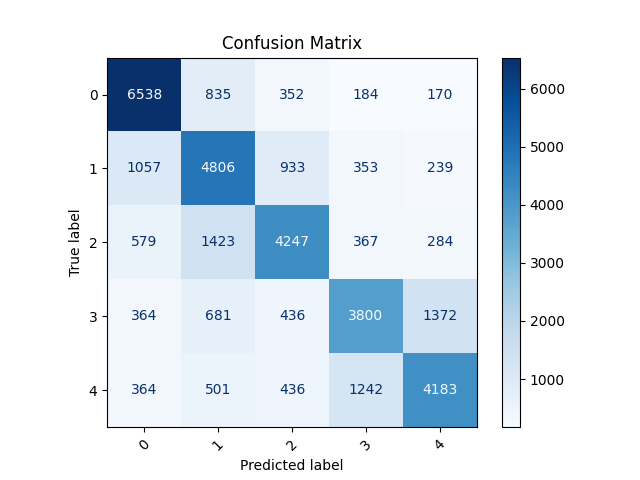 Confusion Matrix
True label
0 6538 835 352 184 170
1 1057 4806 933 353 239
2 579 1423 4247 367 284
3 364 681 436 3800 1372
4 364 501 436 1242 4183
0 1 2 3 4
Predicted label
6000
5000
4000
3000
2000
1000